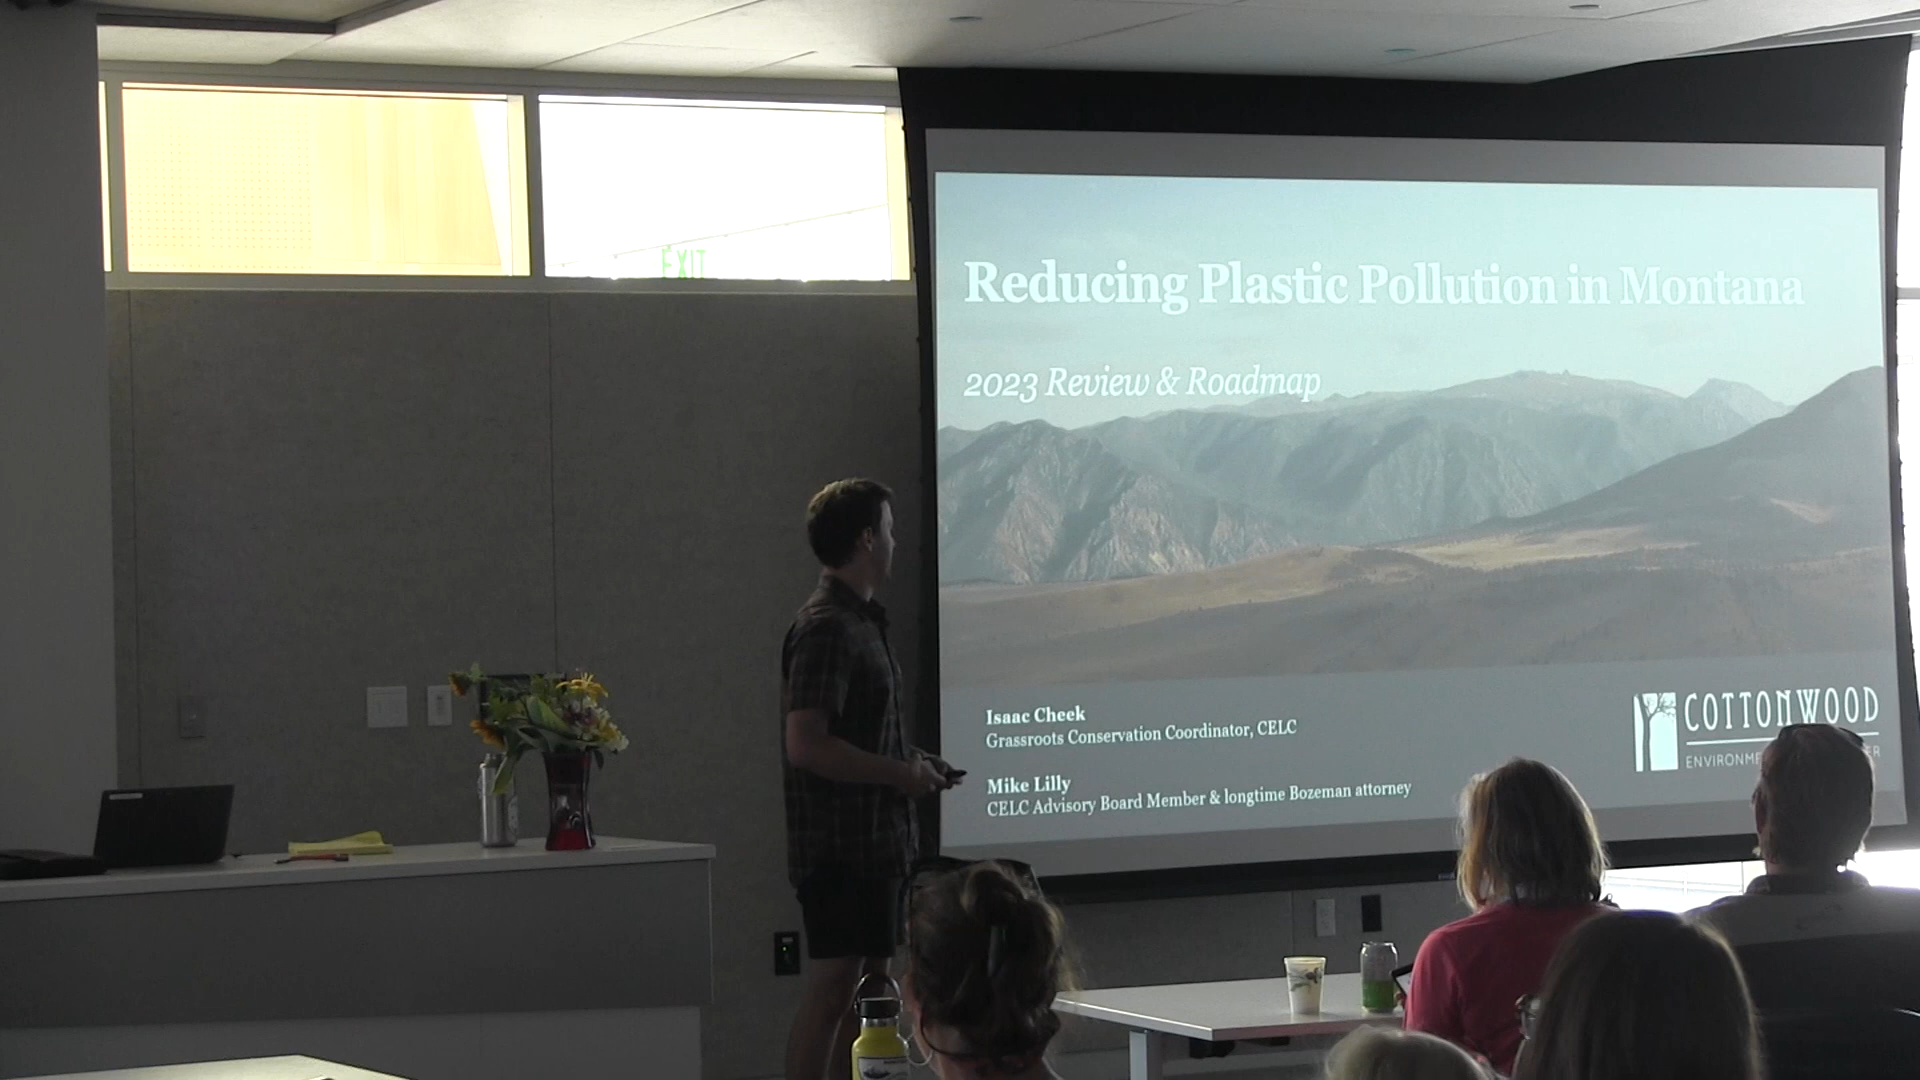 EXIT
Reducing Plastic Pollution in Montana
2023 Review & Roadmap
Isaac Cheek
Grassroots Conservation Coordinator, CELC
Mike Lilly
CELC Advisory Board Member & longtime Bozeman attorney
COTTONWOOD